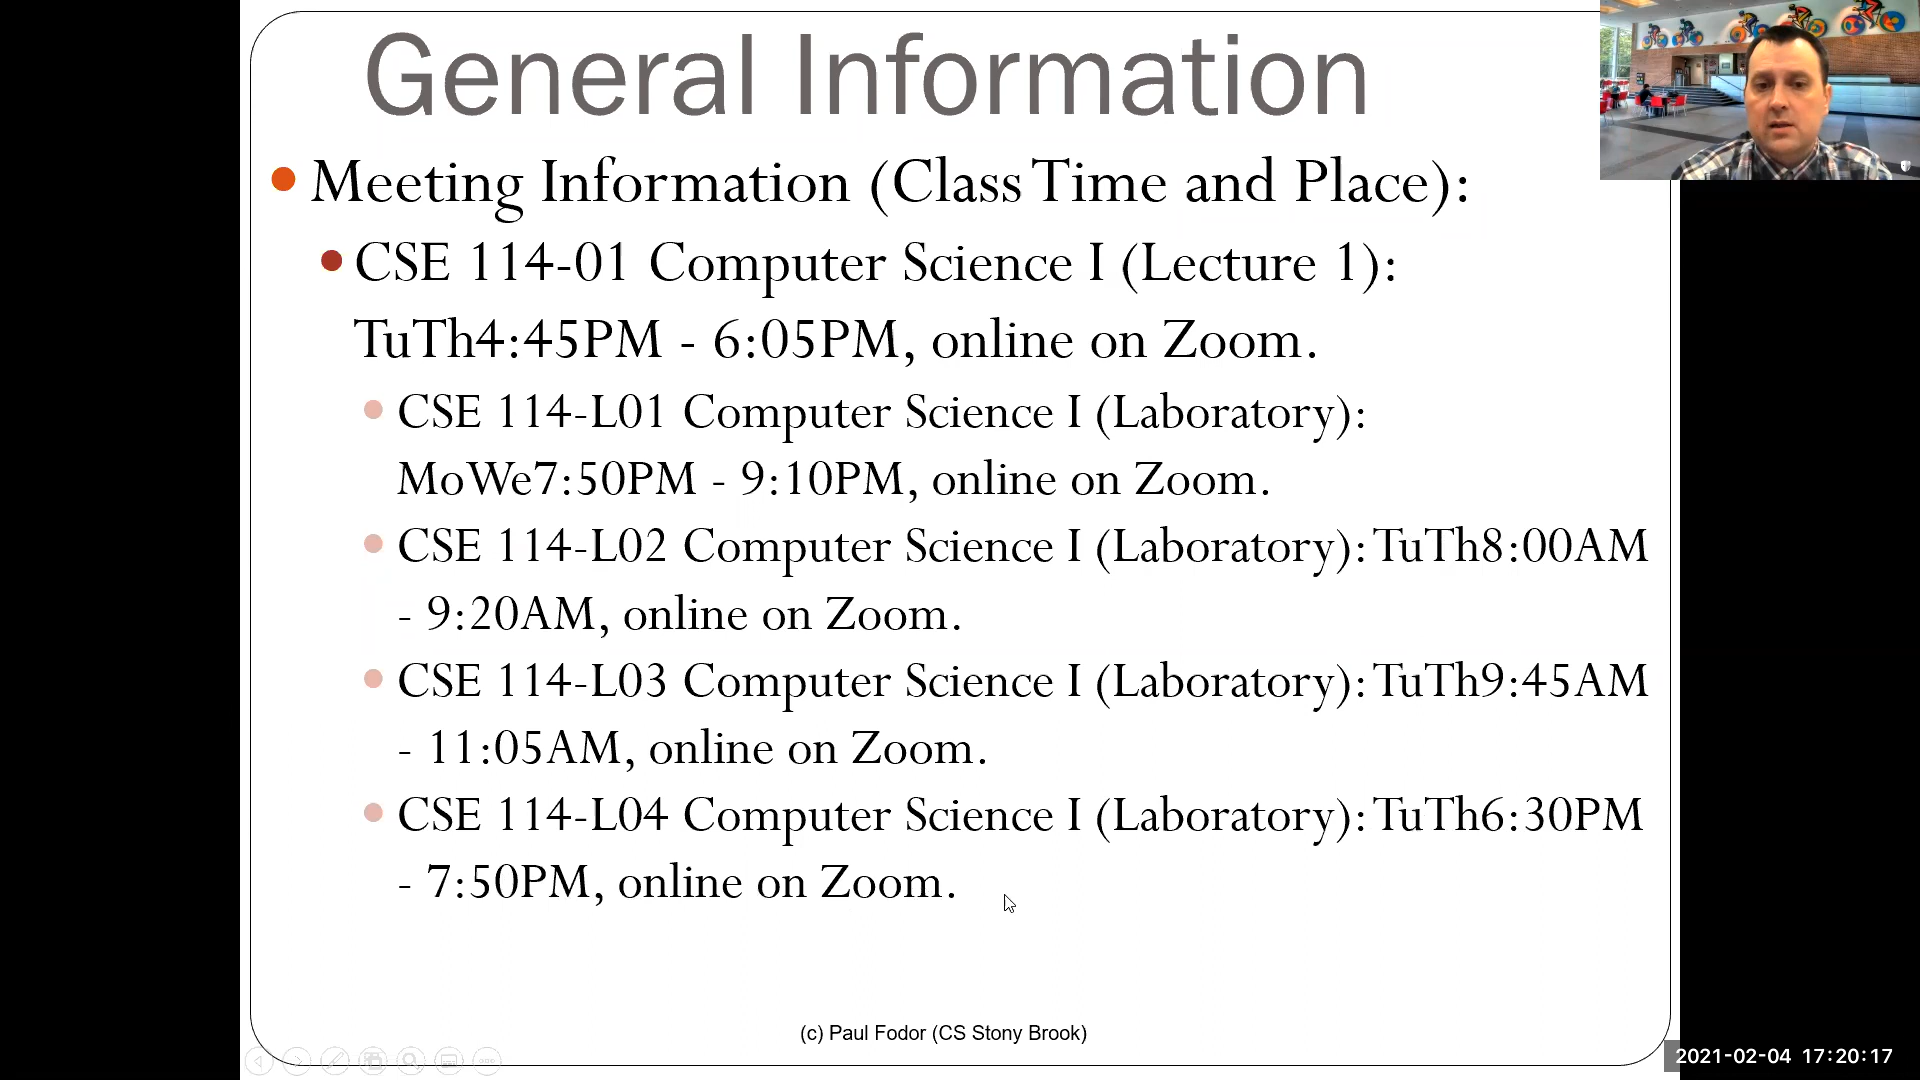 General Information
Meeting Information (Class Time and Place):
CSE 114-01 Computer Science I (Lecture 1):
TuTh4:45PM - 6:05PM, online on Zoom.
CSE 114-L01 Computer Science I (Laboratory):
MoWe7:50PM - 9:10PM, online on Zoom.
CSE 114-L02 Computer Science I (Laboratory): TuTh8:00AM
- 9:20AM, online on Zoom.
CSE 114-L03 Computer Science I (Laboratory): TuTh9:45AM
- 11:05AM, online on Zoom.
CSE 114-L04 Computer Science I (Laboratory): TuTh6:30PM
- 7:50PM, online on Zoom.
(c) Paul Fodor (CS Stony Brook)
2021-02-04 17:20:17